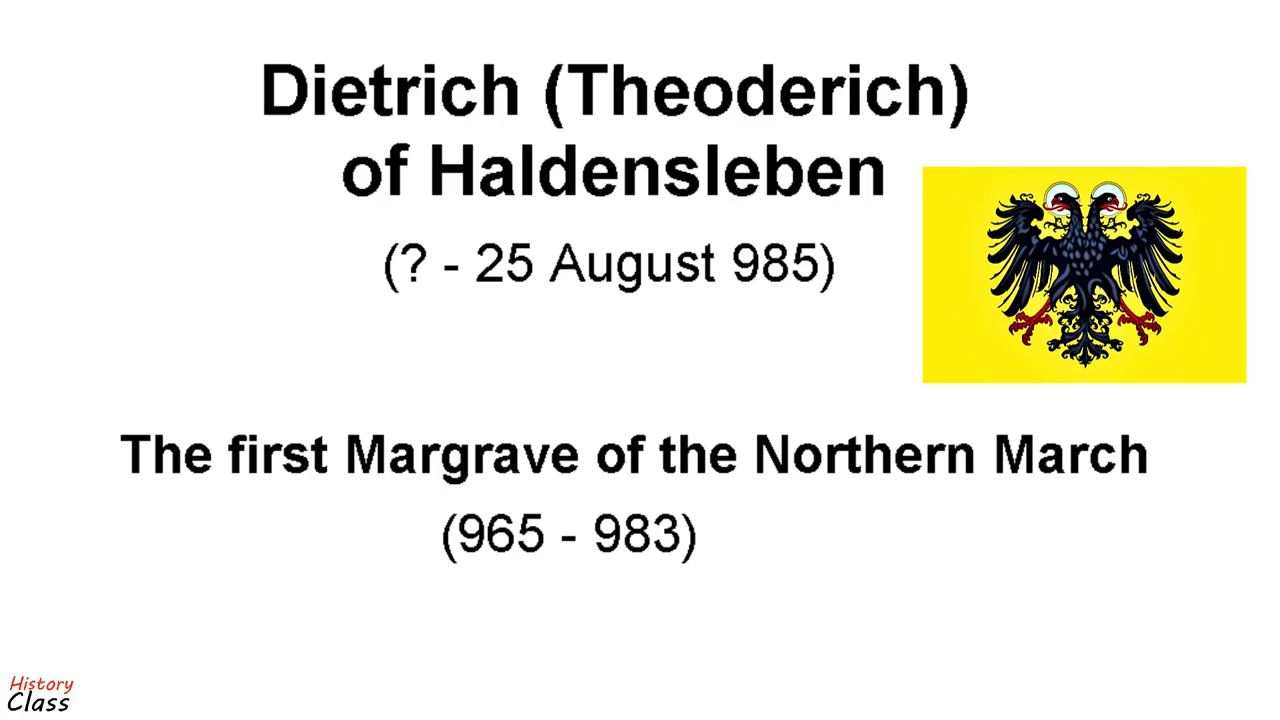 Dietrich (Theoderich)
of Haldensleben
(? - 25 August 985)
The first Margrave of the Northern March
(965 - 983)
History
Class